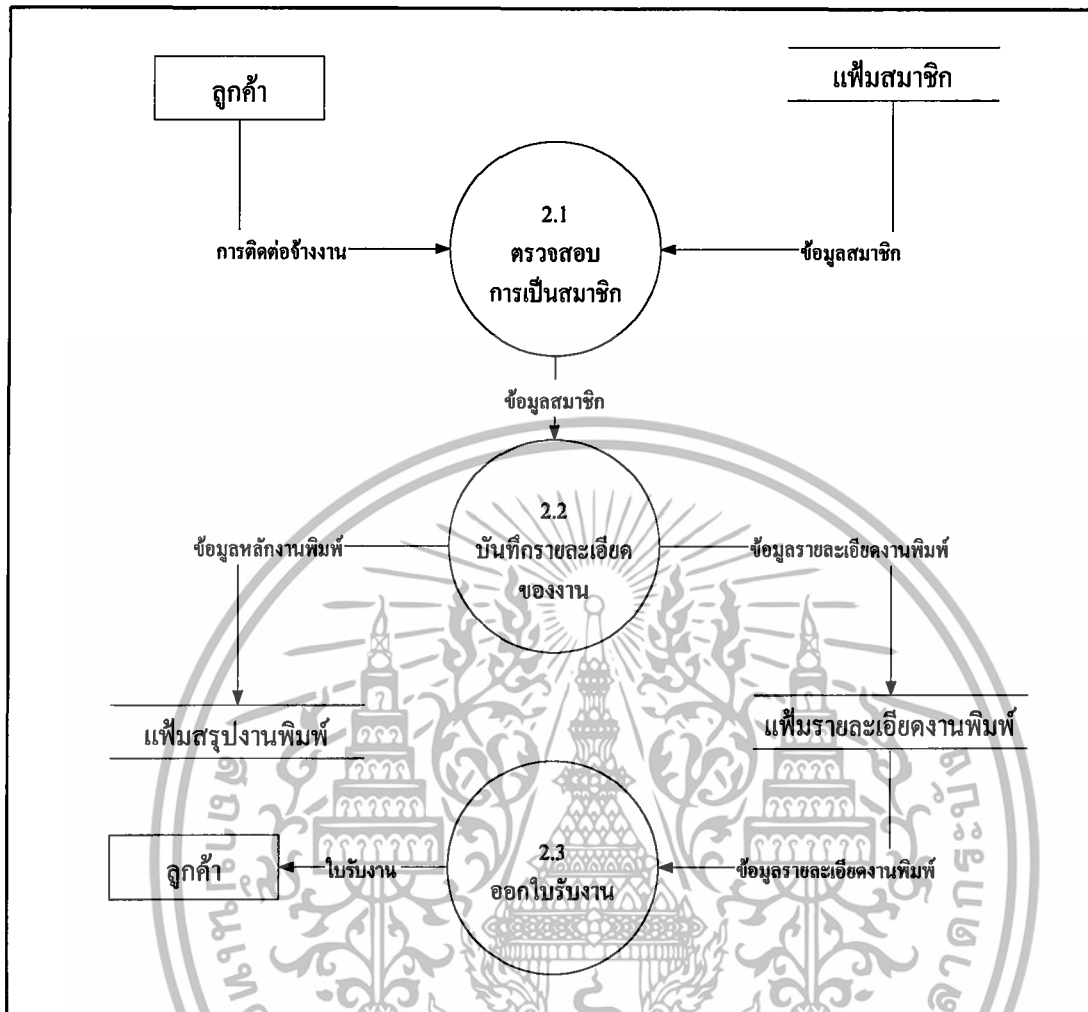 ลูกค้า
แฟ้มสมาชิก
2.1
ตรวจสอบ
การเป็นสมาชิก
การติดต่อจ้างงาน
ข้อมูลสมาชิก
ข้อมูลสมาชิก
2.2
บันทึกรายละเอียด
ของงาน
ข้อมูลหลักงานพิมพ์
ข้อมูลรายละเอียดงานพิมพ์
แฟ้มสรุปงานพิมพ์
แฟ้มรายละเอียดงานพิมพ์
2.3
ออกใบรับงาน
ลูกค้า
ใบรับงาน
ข้อมูลรายละเอียดงานพิมพ์